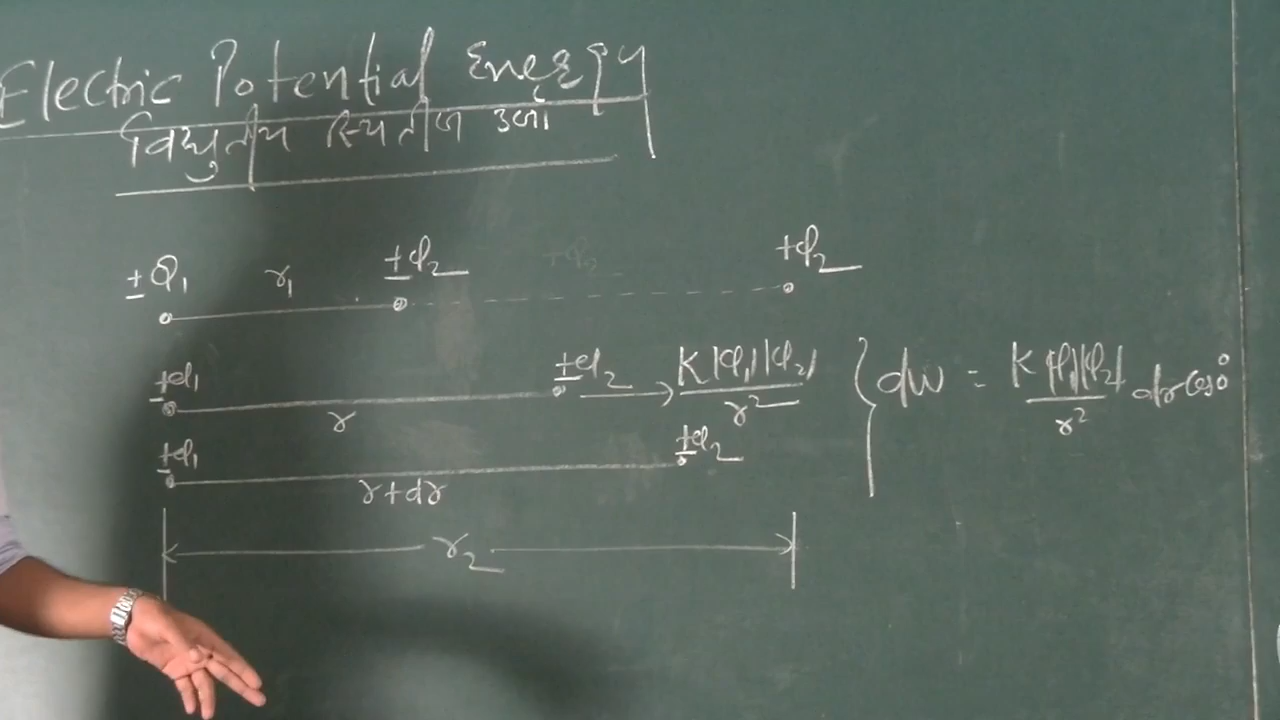 Electric Potential Energy
विद्युतीय स्थितीज उर्जा
±Q₁ r₁ ±q₂ +q₂ +q₂
±q₁ r ±q₂ → K|q₁||q₂| / r² { dw = K|q₁||q₂| / r² dr cos0°
±q₁ r+dr ±q₂
r₂